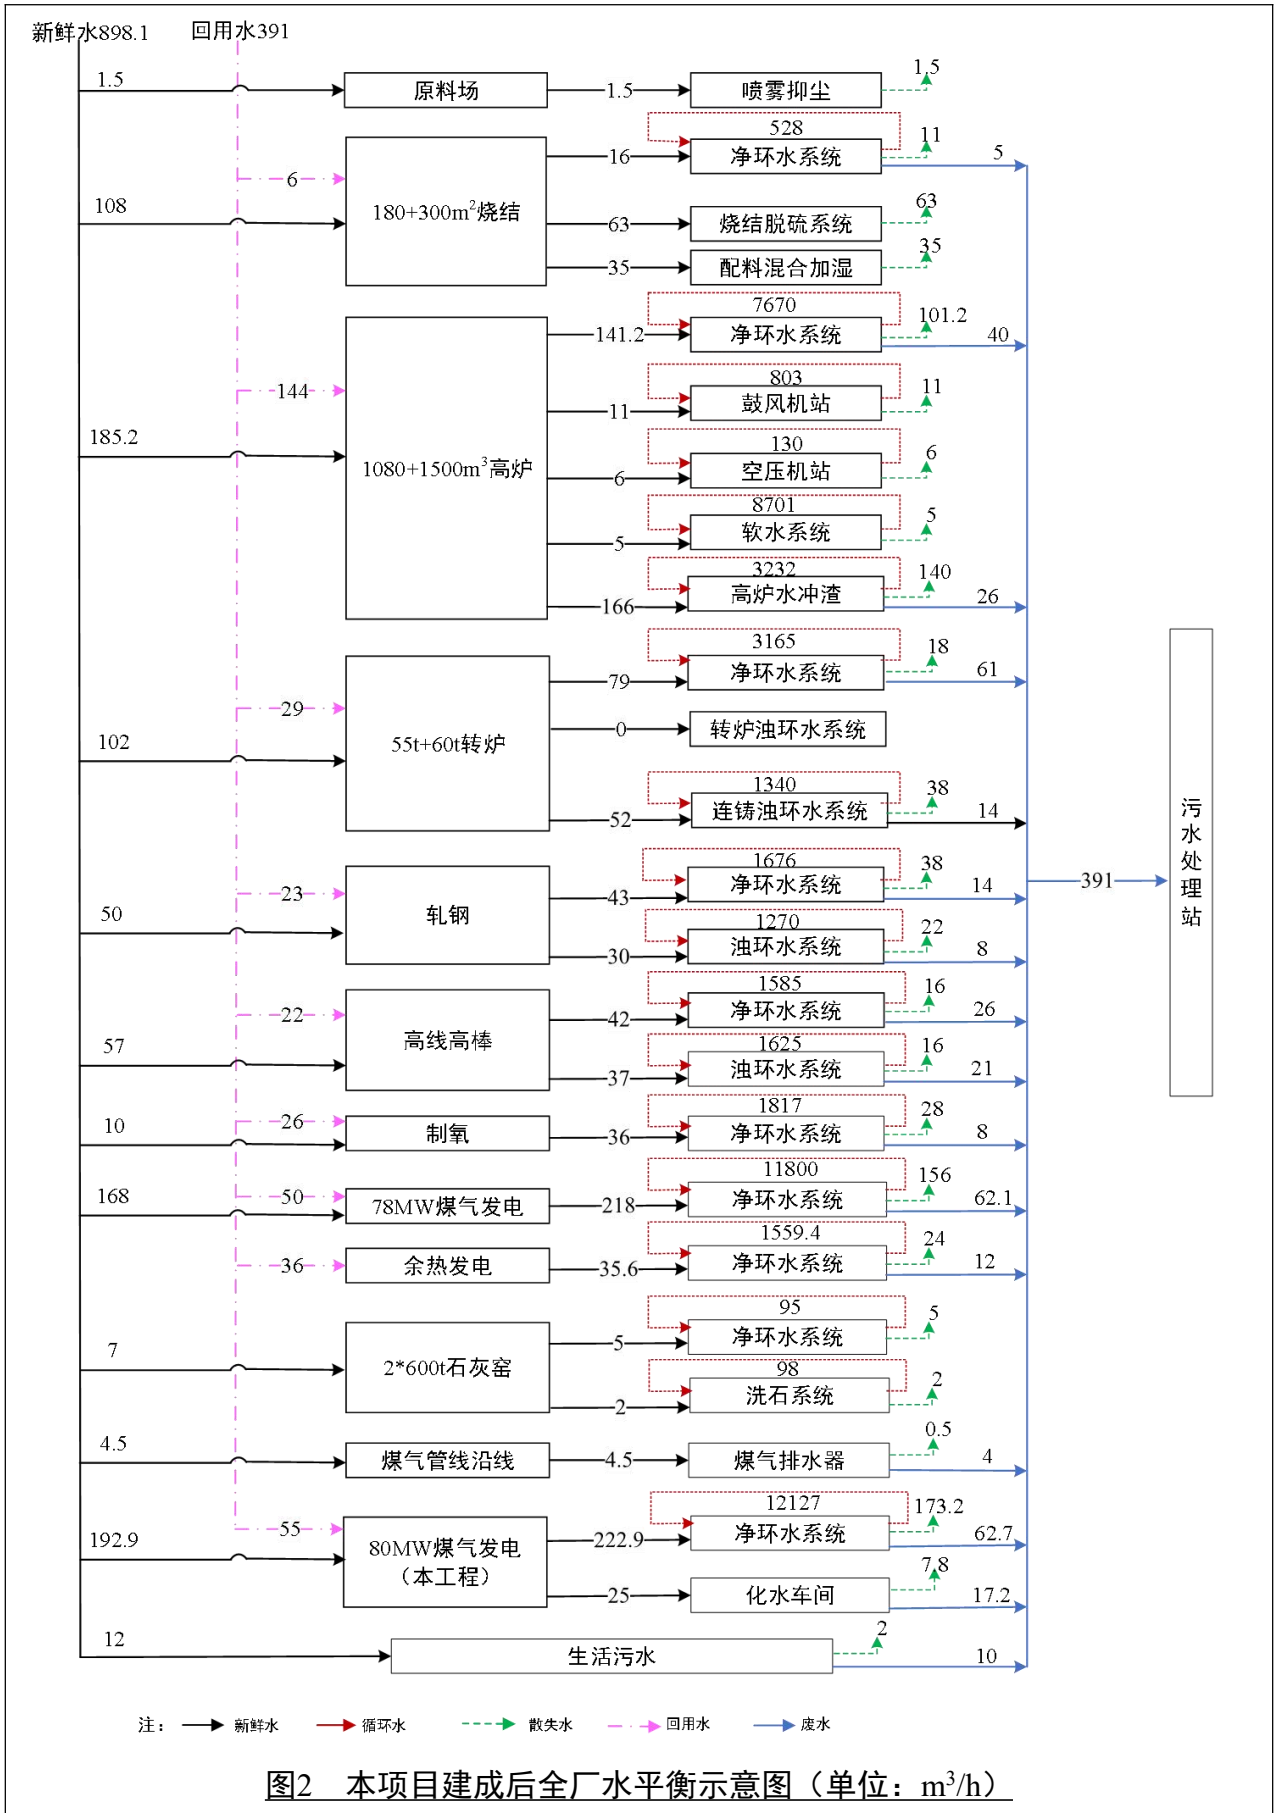 新鲜水898.1 回用水391
1.5 原料场 1.5 喷雾抑尘 1.5
528
6 16 净环水系统 11 5
108 180+300m²烧结 63 烧结脱硫系统 63
35 配料混合加湿 35
7670
141.2 净环水系统 101.2 40
803
144 11 鼓风机站 11
185.2 1080+1500m³高炉
130
6 空压机站 6
8701
5 软水系统 5
3232
166 高炉水冲渣 140 26
3165
79 净环水系统 18 61
29
102 55t+60t转炉 0 转炉浊环水系统
1340
52 连铸浊环水系统 38 14
1676
23 43 净环水系统 38 14
50 轧钢
1270
30 浊环水系统 22 8
1585
22 42 净环水系统 16 26
57 高线高棒
1625
37 浊环水系统 16 21
1817
26
10 制氧 36 净环水系统 28 8
11800
50
168 78MW煤气发电 218 净环水系统 156 62.1
1559.4
36 余热发电 35.6 净环水系统 24 12
95
5 净环水系统 5
7 2*600t石灰窑
98
2 洗石系统 2
4.5 煤气管线沿线 4.5 煤气排水器 0.5 4
12127
55
192.9 80MW煤气发电 222.9 净环水系统 173.2 62.7
（本工程）
25 化水车间 7.8 17.2
12 生活污水 2 10
391
污水处理站
注： 新鲜水 循环水 散失水 回用水 废水
图2 本项目建成后全厂水平衡示意图（单位：m³/h）